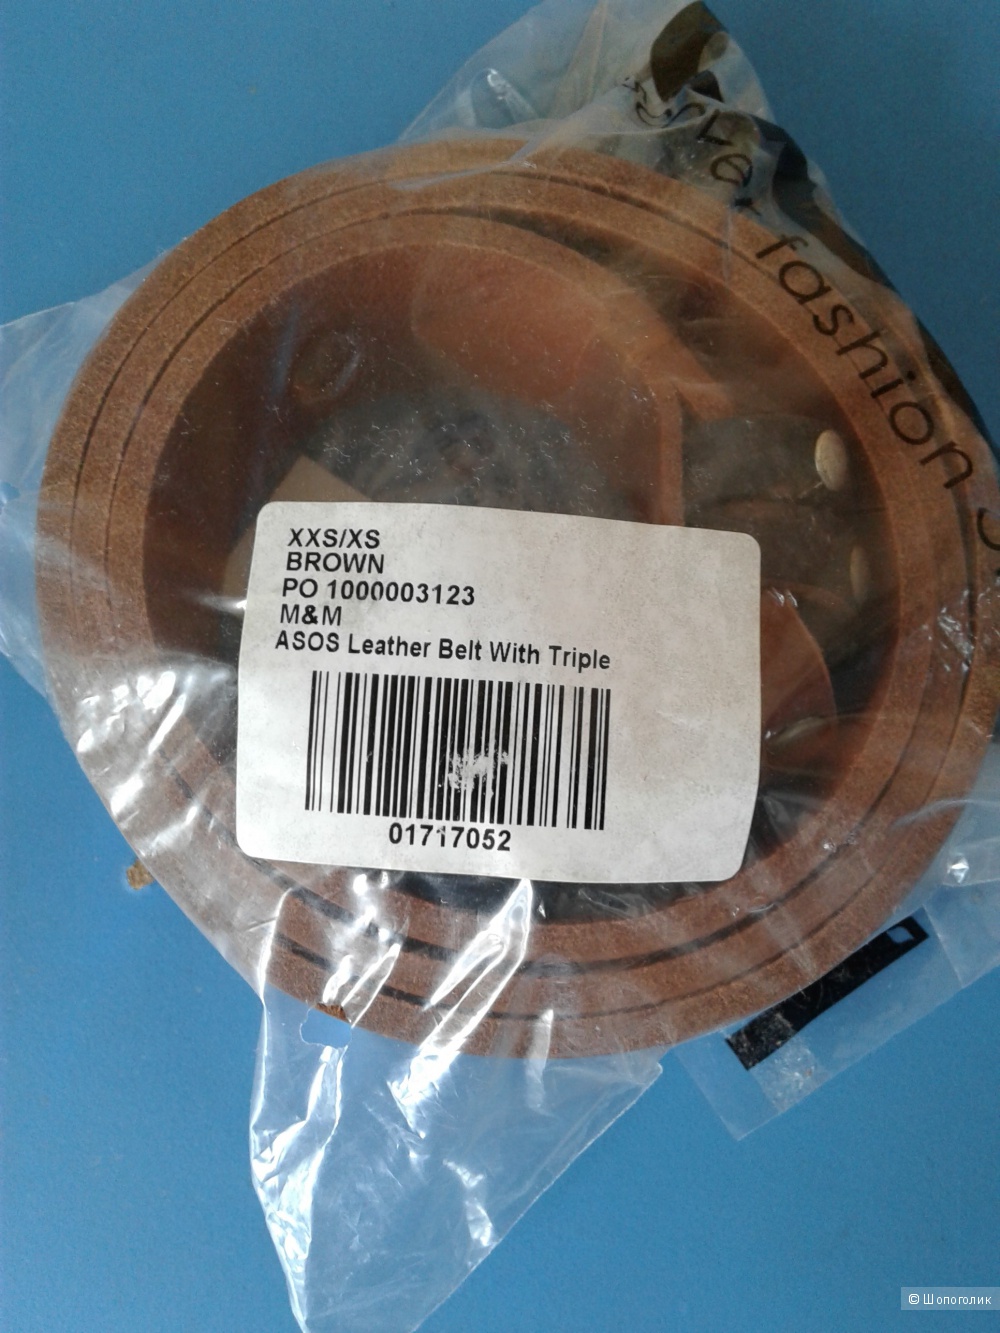 fashion
XXS/XS
BROWN
PO 1000003123
M&M
ASOS Leather Belt With Triple
01717052
© Шопоголик